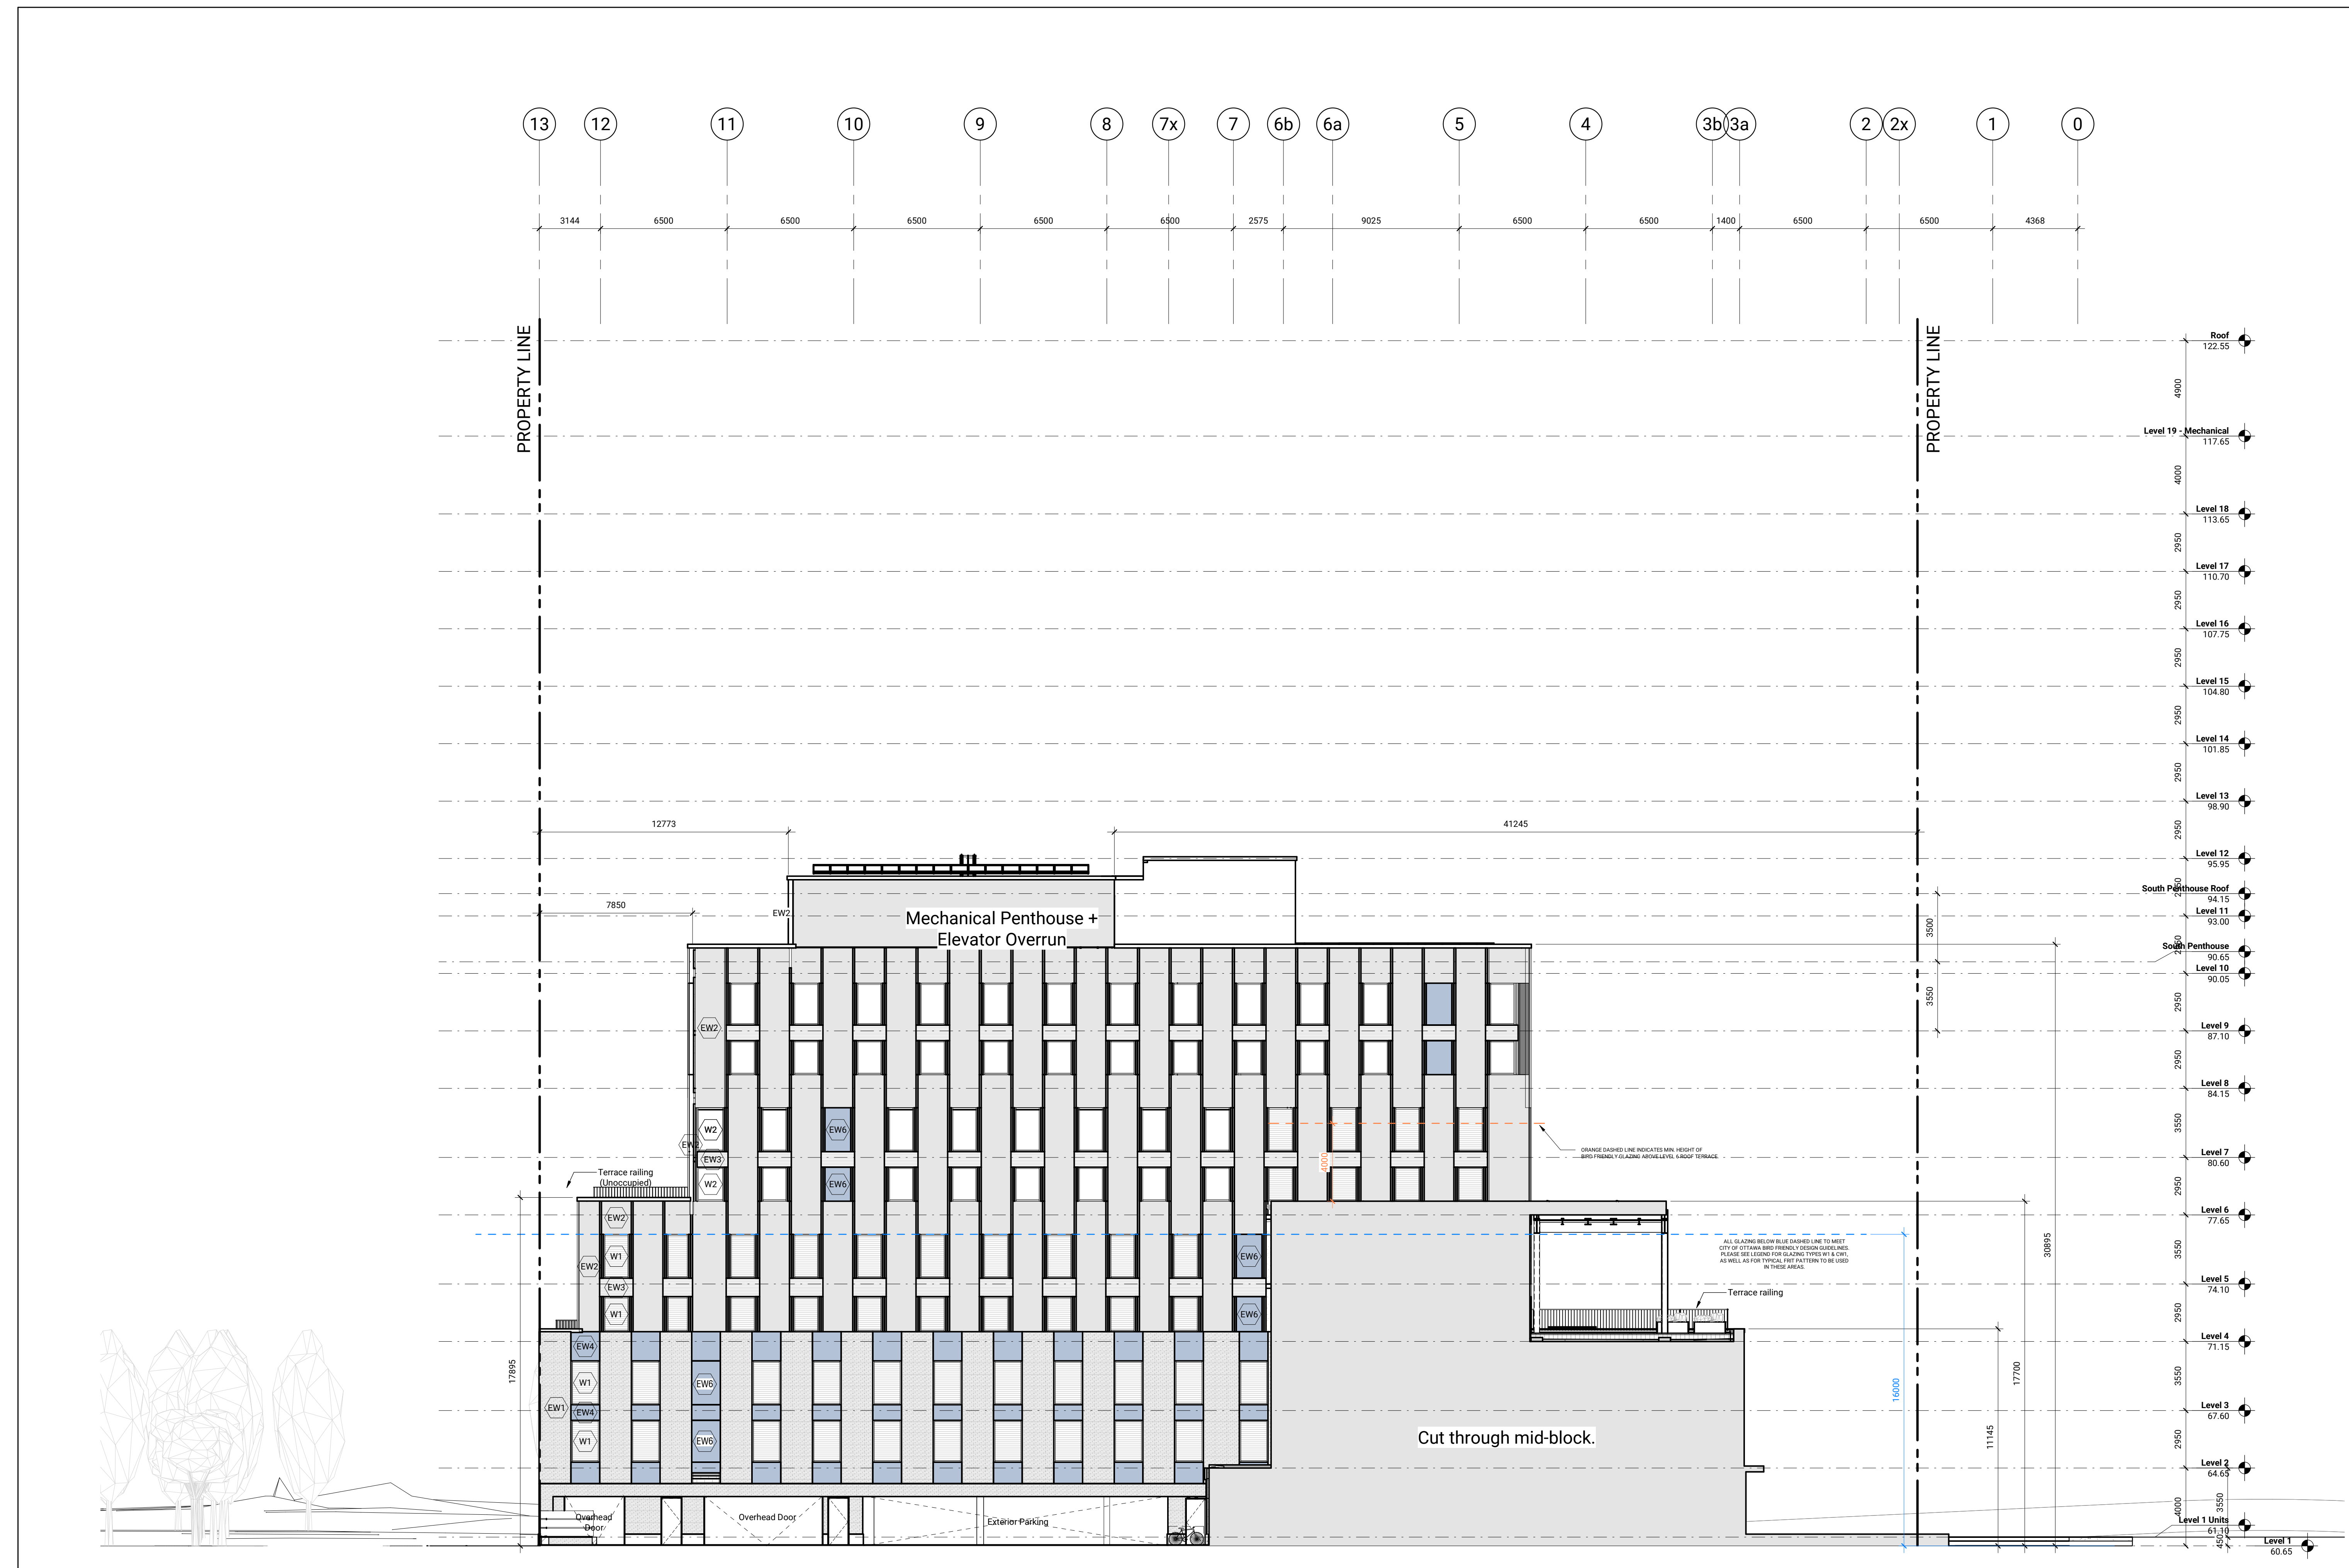 13 12 11 10 9 8 7x 7 6b 6a 5 4 3b 3a 2 2x 1 0
3144 6500 6500 6500 6500 6500 2575 9025 6500 6500 1400 6500 6500 4368
PROPERTY LINE
PROPERTY LINE
Roof
122.55
4900
Level 19 - Mechanical
117.65
4000
Level 18
113.65
2950
Level 17
110.70
2950
Level 16
107.75
2950
Level 15
104.80
2950
Level 14
101.85
2950
Level 13
98.90
2950
12773
41245
Level 12
95.95
South Penthouse Roof
94.15
7850
EW2
Mechanical Penthouse +
Elevator Overrun
Level 11
93.00
3500
South Penthouse
90.65
Level 10
90.05
3550
2950
EW2
Level 9
87.10
2950
Level 8
84.15
3550
W2
EW6
EW2
EW3
4000
ORANGE DASHED LINE INDICATES MIN. HEIGHT OF
BIRD FRIENDLY GLAZING ABOVE LEVEL 6 ROOF TERRACE.
Level 7
80.60
2950
Terrace railing
(Unoccupied)
W2
EW6
Level 6
77.65
3550
EW2
W1
EW2
EW3
W1
EW6
EW6
ALL GLAZING BELOW BLUE DASHED LINE TO MEET
CITY OF OTTAWA BIRD FRIENDLY DESIGN GUIDELINES.
PLEASE SEE LEGEND FOR GLAZING TYPES W1 & CW1,
AS WELL AS FOR TYPICAL FRIT PATTERN TO BE USED
IN THESE AREAS.
30895
Terrace railing
Level 5
74.10
2950
Level 4
71.15
3550
17895
EW4
W1
EW6
EW1
EW4
W1
EW6
16000
17700
11145
Cut through mid-block.
Level 3
67.60
2950
Level 2
64.65
3550
4000
Overhead
Door
Overhead Door
Exterior Parking
Level 1 Units
61.10
450
Level 1
60.65